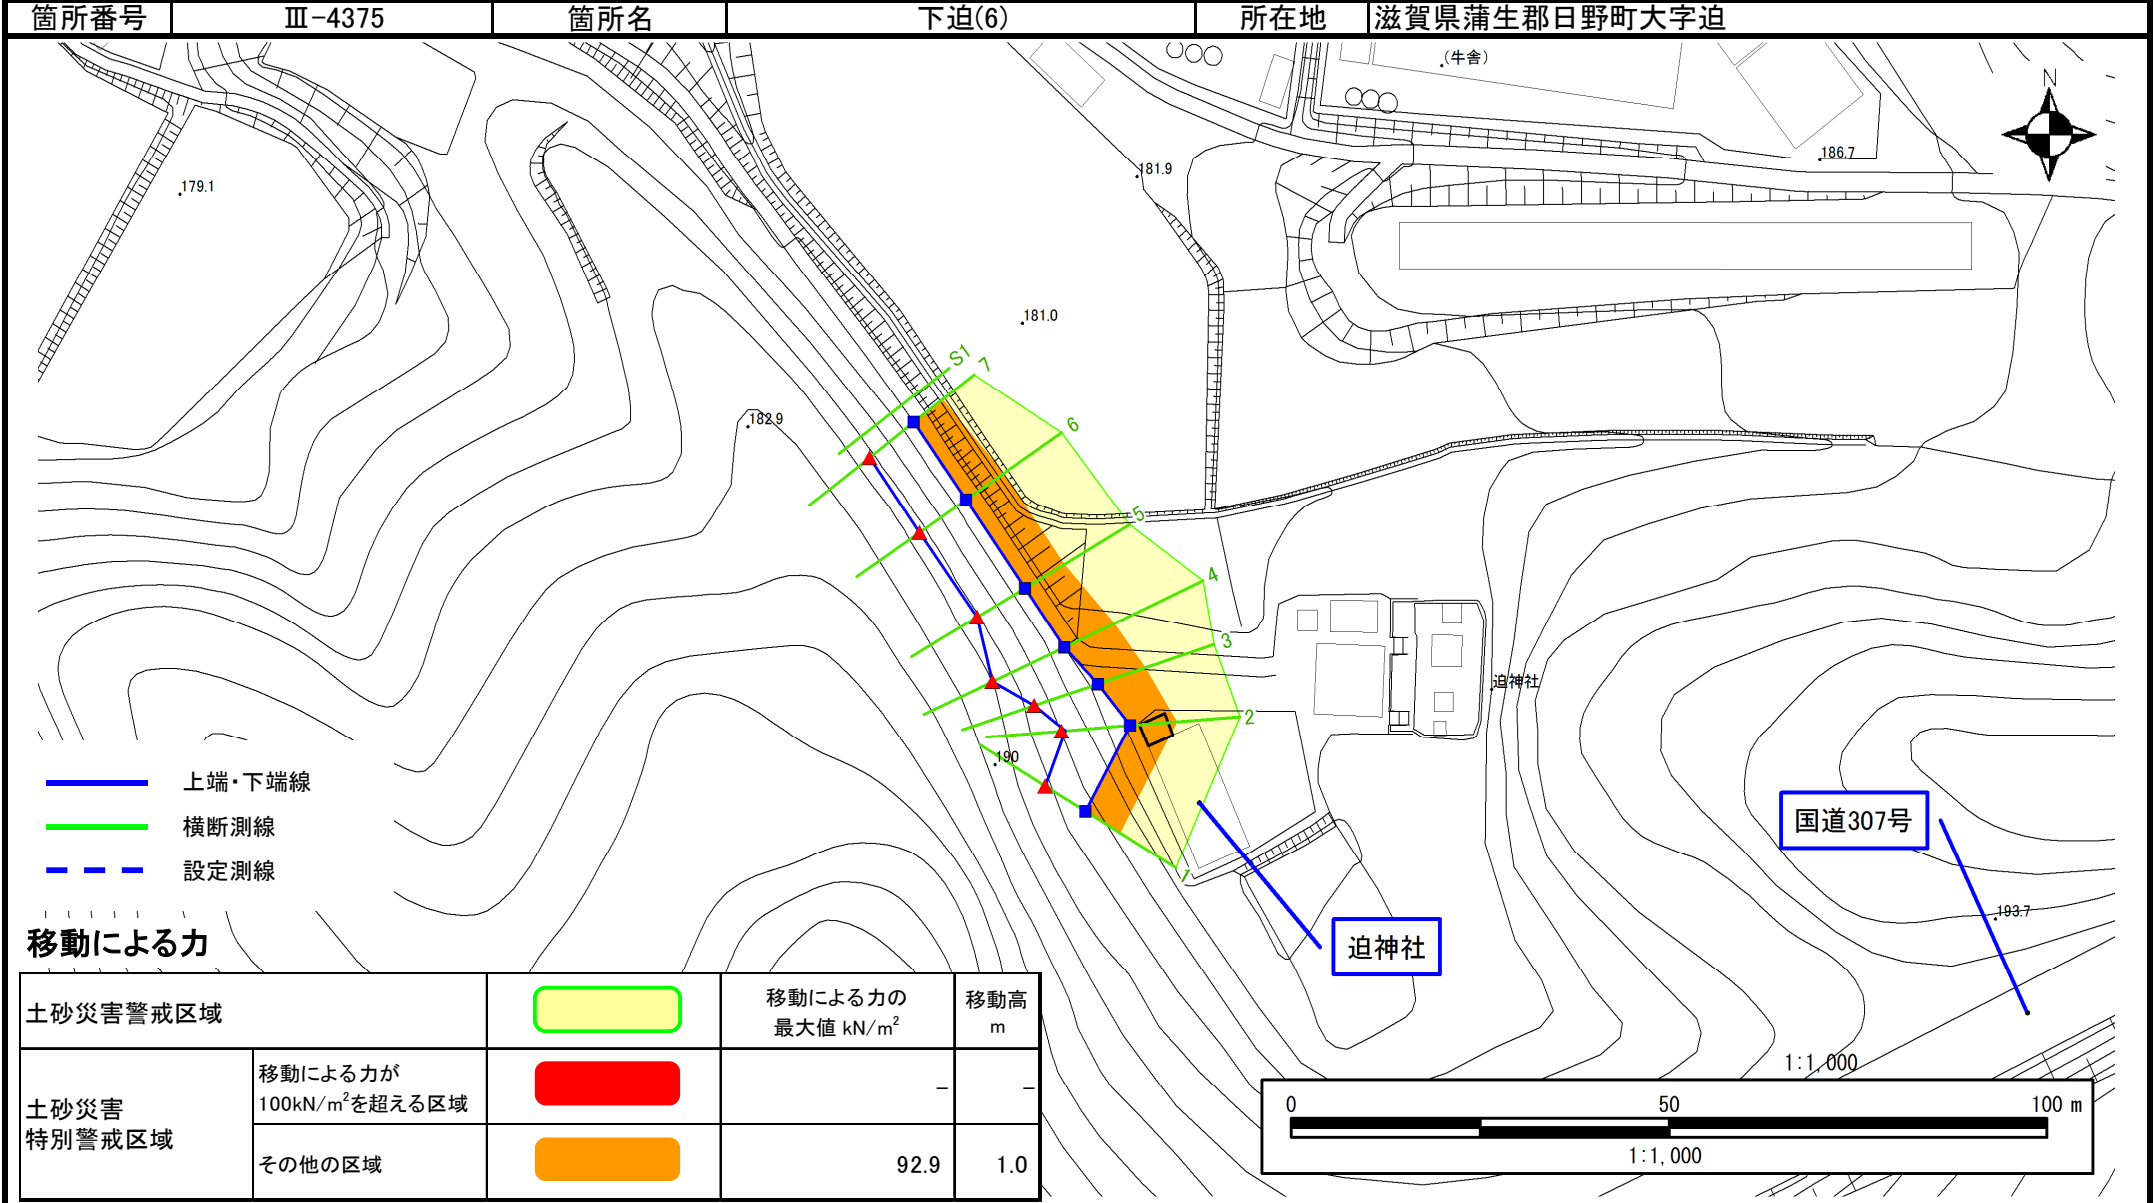 箇所番号 Ⅲ-4375 箇所名 下迫(6) 所在地 滋賀県蒲生郡日野町大字迫
(牛舎)
N
186.7
181.9
179.1
181.0
S1
7
182.9
6
5
4
3
迫神社
2
190
上端・下端線
横断測線
設定測線
国道307号
1
193.7
迫神社
移動による力
土砂災害警戒区域
移動による力の
最大値 kN/m²
移動高
m
土砂災害
特別警戒区域
移動による力が
100kN/m²を超える区域
- -
その他の区域 92.9 1.0
1:1,000
0 50 100 m
1:1,000